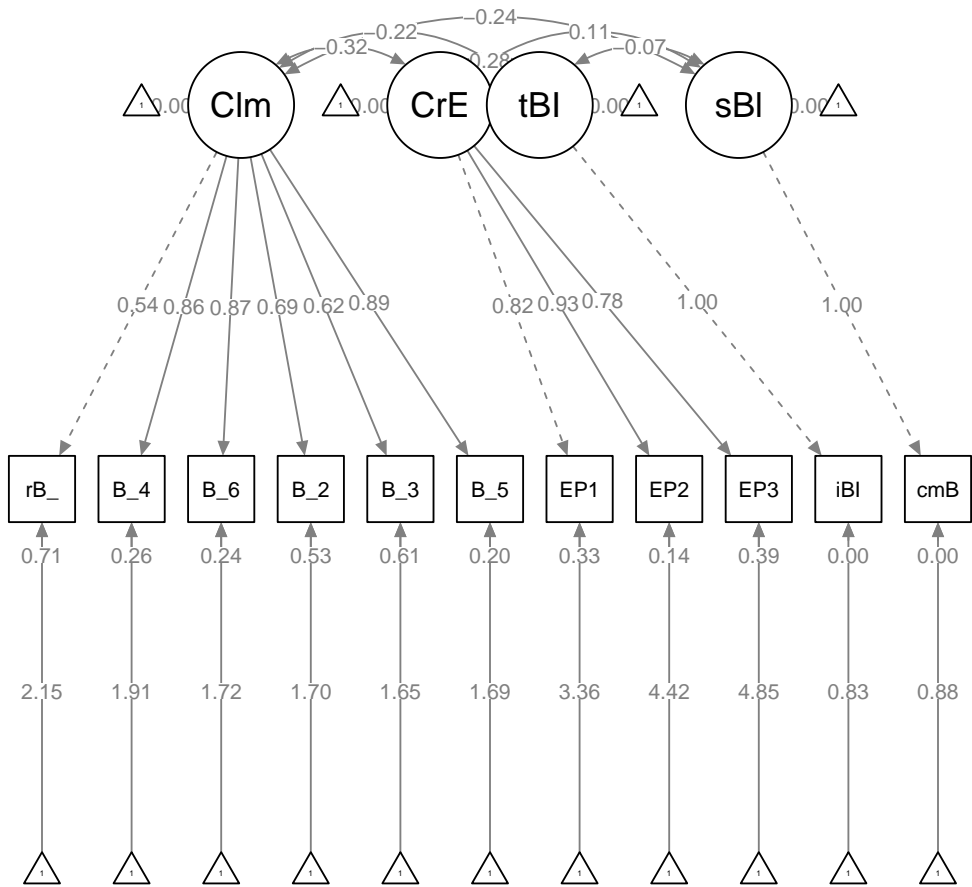 −0.24
−0.22 0.11
−0.32 −0.07
0.28
1 0.00 Clm 1 0.00 CrE tBI 0.00 1 sBI 0.00 1
0.54 0.86 0.87 0.69 0.62 0.89 0.82 0.93 0.78 1.00 1.00
rB_ B_4 B_6 B_2 B_3 B_5 EP1 EP2 EP3 iBI cmB
0.71 0.26 0.24 0.53 0.61 0.20 0.33 0.14 0.39 0.00 0.00
2.15 1.91 1.72 1.70 1.65 1.69 3.36 4.42 4.85 0.83 0.88
1 1 1 1 1 1 1 1 1 1 1